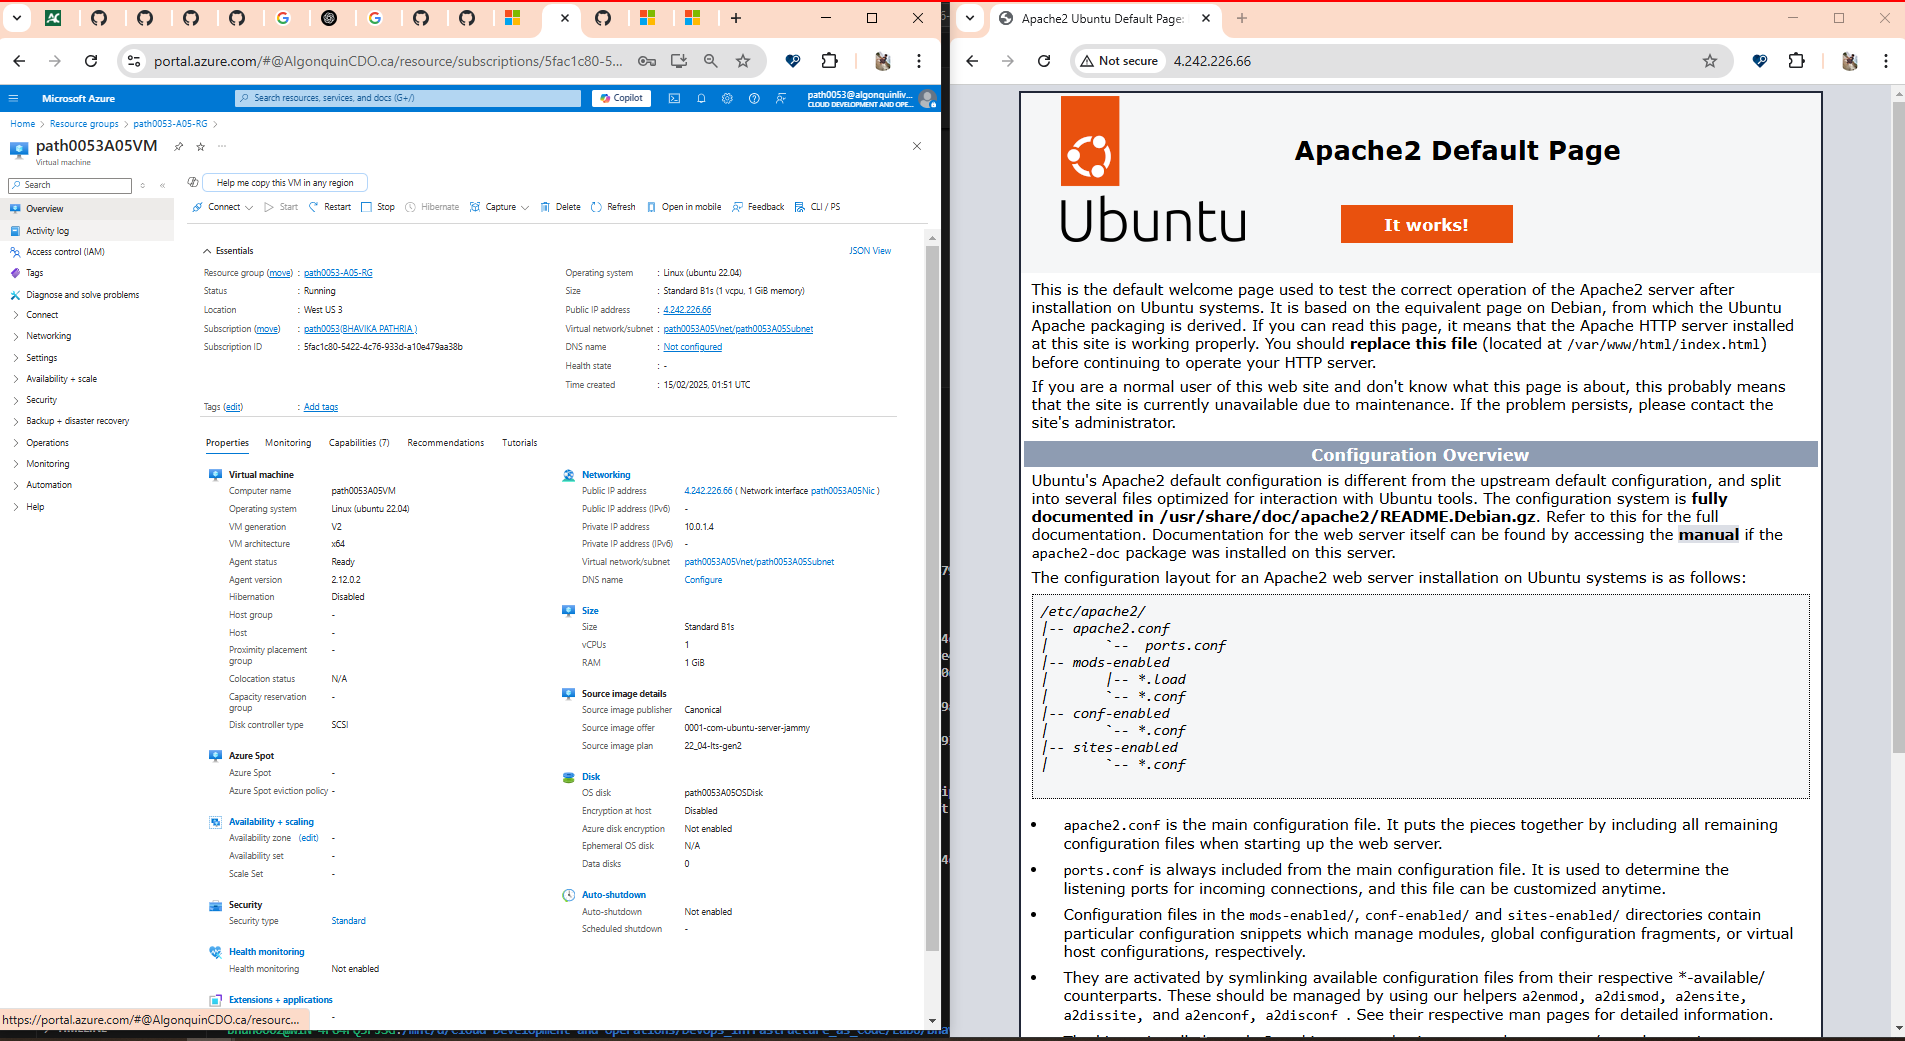 portal.azure.com/#@AlgonquinCDO.ca/resource/subscriptions/5fac1c80-5...
Microsoft Azure
Search resources, services, and docs (G+/)
Copilot
path0053@algonquinliv...
CLOUD DEVELOPMENT AND OPE...
Home > Resource groups > path0053-A05-RG >
path0053A05VM
Virtual machine
Search
Overview
Activity log
Access control (IAM)
Tags
Diagnose and solve problems
Connect
Networking
Settings
Availability + scale
Security
Backup + disaster recovery
Operations
Monitoring
Automation
Help
Help me copy this VM in any region
Connect Start Restart Stop Hibernate Capture Delete Refresh Open in mobile Feedback CLI / PS
Essentials
JSON View
Resource group (move) : path0053-A05-RG
Status : Running
Location : West US 3
Subscription (move) : path0053(BHAVIKA PATHRIA )
Subscription ID : 5fac1c80-5422-4c76-933d-a10e479aa38b
Operating system : Linux (ubuntu 22.04)
Size : Standard B1s (1 vcpu, 1 GiB memory)
Public IP address : 4.242.226.66
Virtual network/subnet : path0053A05Vnet/path0053A05Subnet
DNS name : Not configured
Health state : -
Time created : 15/02/2025, 01:51 UTC
Tags (edit) : Add tags
Properties Monitoring Capabilities (7) Recommendations Tutorials
Virtual machine
Computer name path0053A05VM
Operating system Linux (ubuntu 22.04)
VM generation V2
VM architecture x64
Agent status Ready
Agent version 2.12.0.2
Hibernation Disabled
Host group -
Host -
Proximity placement group -
Colocation status N/A
Capacity reservation group -
Disk controller type SCSI
Azure Spot
Azure Spot -
Azure Spot eviction policy -
Availability + scaling
Availability zone (edit) -
Availability set -
Scale Set -
Security
Security type Standard
Health monitoring
Health monitoring Not enabled
Extensions + applications
-
Networking
Public IP address 4.242.226.66 ( Network interface path0053A05Nic )
Public IP address (IPv6) -
Private IP address 10.0.1.4
Private IP address (IPv6) -
Virtual network/subnet path0053A05Vnet/path0053A05Subnet
DNS name Configure
Size
Size Standard B1s
vCPUs 1
RAM 1 GiB
Source image details
Source image publisher Canonical
Source image offer 0001-com-ubuntu-server-jammy
Source image plan 22_04-lts-gen2
Disk
OS disk path0053A05OSDisk
Encryption at host Disabled
Azure disk encryption Not enabled
Ephemeral OS disk N/A
Data disks 0
Auto-shutdown
Auto-shutdown Not enabled
Scheduled shutdown -
https://portal.azure.com/#@AlgonquinCDO.ca/resourc...
Apache2 Ubuntu Default Page:
Not secure 4.242.226.66
Apache2 Default Page
Ubuntu
It works!
This is the default welcome page used to test the correct operation of the Apache2 server after
installation on Ubuntu systems. It is based on the equivalent page on Debian, from which the Ubuntu
Apache packaging is derived. If you can read this page, it means that the Apache HTTP server installed
at this site is working properly. You should replace this file (located at /var/www/html/index.html)
before continuing to operate your HTTP server.
If you are a normal user of this web site and don't know what this page is about, this probably means
that the site is currently unavailable due to maintenance. If the problem persists, please contact the
site's administrator.
Configuration Overview
Ubuntu's Apache2 default configuration is different from the upstream default configuration, and split
into several files optimized for interaction with Ubuntu tools. The configuration system is fully
documented in /usr/share/doc/apache2/README.Debian.gz. Refer to this for the full
documentation. Documentation for the web server itself can be found by accessing the manual if the
apache2-doc package was installed on this server.
The configuration layout for an Apache2 web server installation on Ubuntu systems is as follows:
/etc/apache2/
|-- apache2.conf
|       `--  ports.conf
|-- mods-enabled
|       |-- *.load
|       `-- *.conf
|-- conf-enabled
|       `-- *.conf
|-- sites-enabled
|       `-- *.conf
• apache2.conf is the main configuration file. It puts the pieces together by including all remaining
configuration files when starting up the web server.
• ports.conf is always included from the main configuration file. It is used to determine the
listening ports for incoming connections, and this file can be customized anytime.
• Configuration files in the mods-enabled/, conf-enabled/ and sites-enabled/ directories contain
particular configuration snippets which manage modules, global configuration fragments, or virtual
host configurations, respectively.
• They are activated by symlinking available configuration files from their respective *-available/
counterparts. These should be managed by using our helpers a2enmod, a2dismod, a2ensite,
a2dissite, and a2enconf, a2disconf . See their respective man pages for detailed information.